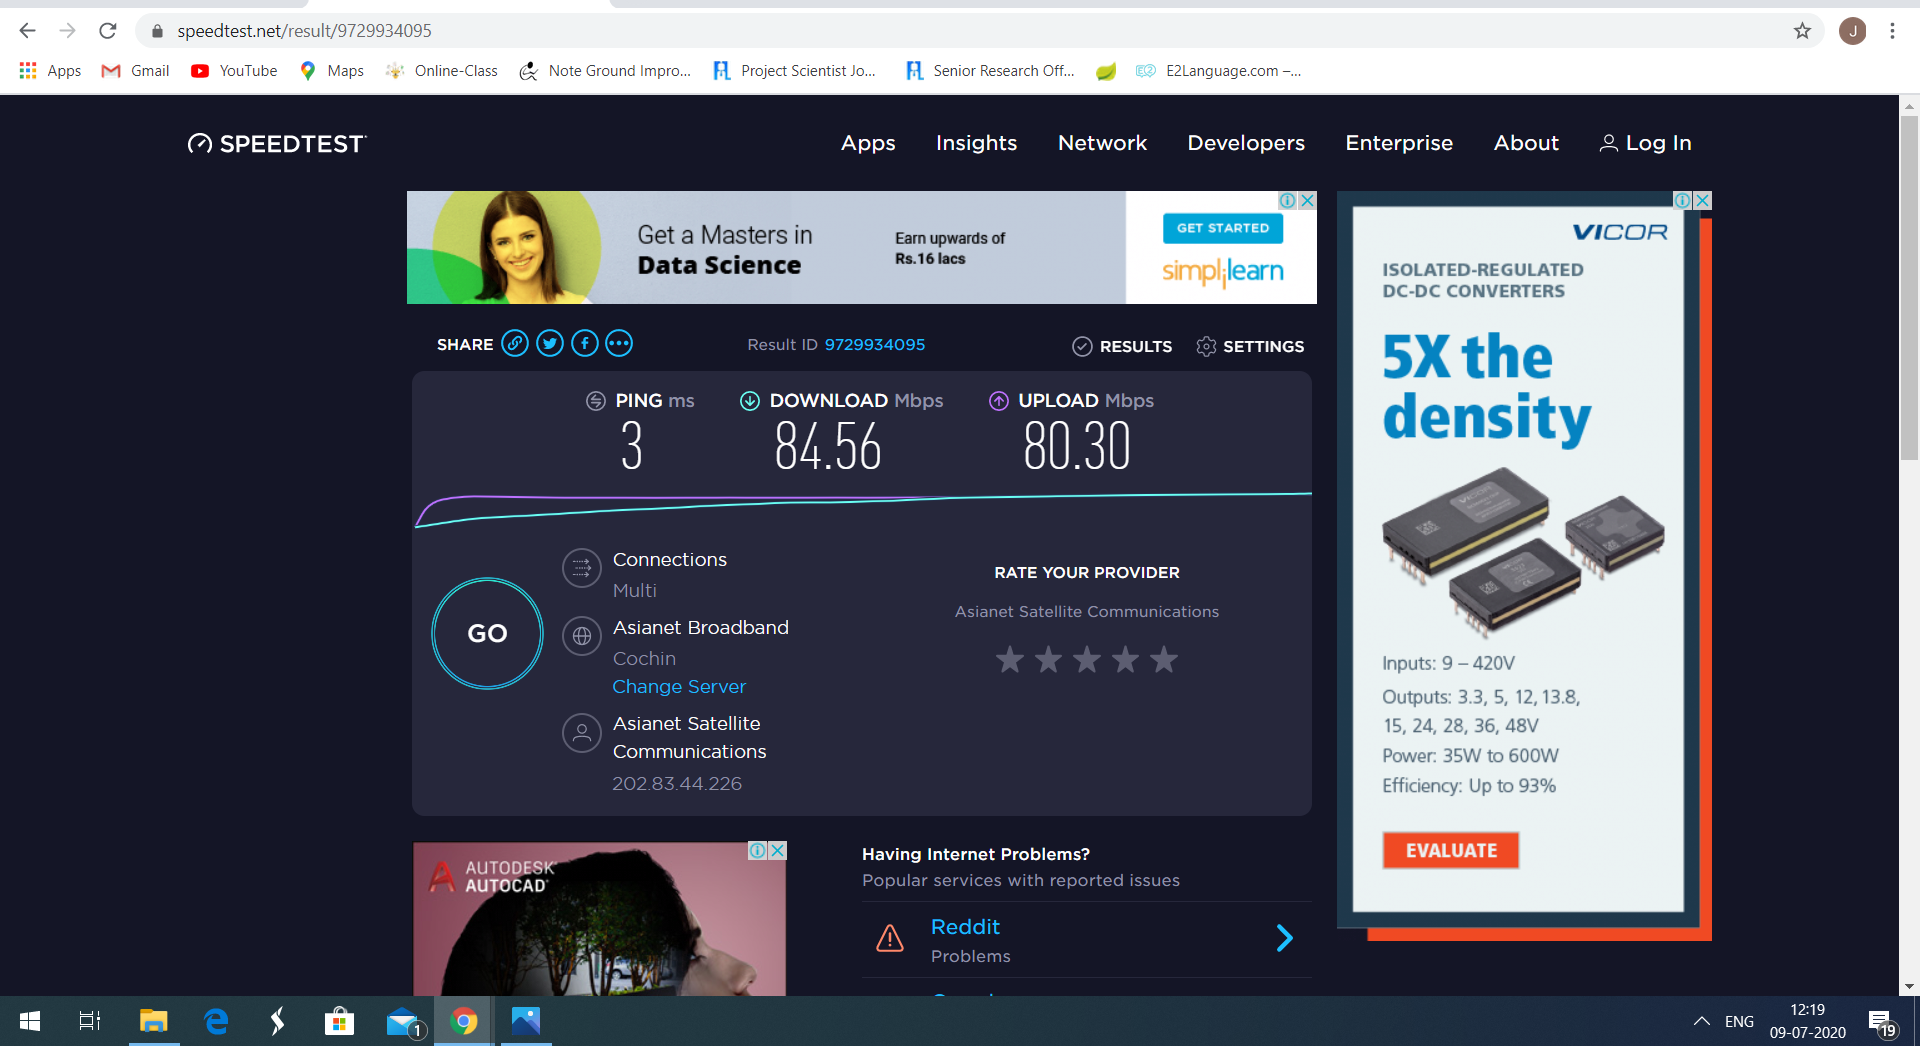 speedtest.net/result/9729934095
J
Apps
Gmail
YouTube
Maps
Online-Class
Note Ground Impro...
Project Scientist Jo...
Senior Research Off...
E2Language.com –...
SPEEDTEST
Apps
Insights
Network
Developers
Enterprise
About
Log In
Get a Masters in
Data Science
Earn upwards of
Rs.16 lacs
GET STARTED
simplilearn
SHARE
Result ID 9729934095
RESULTS
SETTINGS
PING ms
3
DOWNLOAD Mbps
84.56
UPLOAD Mbps
80.30
GO
Connections
Multi
Asianet Broadband
Cochin
Change Server
Asianet Satellite
Communications
202.83.44.226
RATE YOUR PROVIDER
Asianet Satellite Communications
VICOR
ISOLATED-REGULATED
DC-DC CONVERTERS
5X the
density
Inputs: 9 – 420V
Outputs: 3.3, 5, 12, 13.8,
15, 24, 28, 36, 48V
Power: 35W to 600W
Efficiency: Up to 93%
EVALUATE
AUTODESK
AUTOCAD
Having Internet Problems?
Popular services with reported issues
Reddit
Problems
1
ENG
12:19
09-07-2020
19